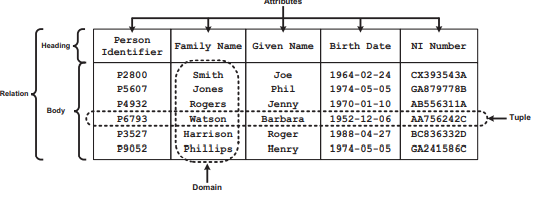 Attributes
Heading
Person Identifier Family Name Given Name Birth Date NI Number
Relation
Body
P2800 Smith Joe 1964-02-24 CX393543A
P5607 Jones Phil 1974-05-05 GA879778B
P4932 Rogers Jenny 1970-01-10 AB556311A
P6793 Watson Barbara 1952-12-06 AA756242C
Tuple
P3527 Harrison Roger 1988-04-27 BC836332D
P9052 Phillips Henry 1974-05-05 GA241586C
Domain